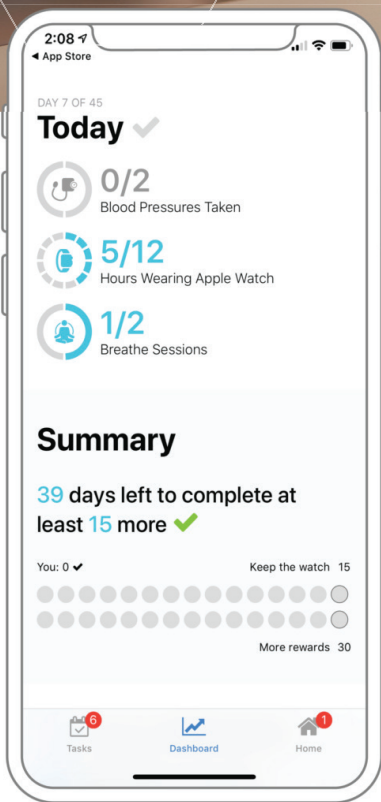 2:08
◀ App Store
DAY 7 OF 45
Today
0/2
Blood Pressures Taken
5/12
Hours Wearing Apple Watch
1/2
Breathe Sessions
Summary
39 days left to complete at
least 15 more
You: 0 ✔ Keep the watch 15
More rewards 30
6 1
Tasks Dashboard Home